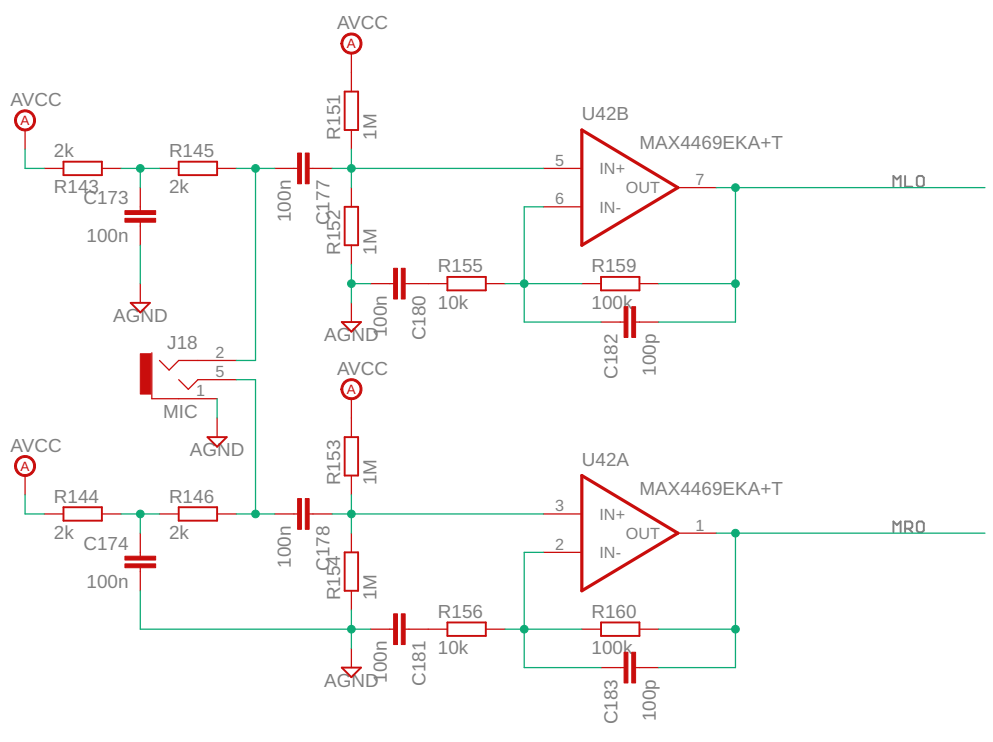 AVCC
A
AVCC
A
R151
1M
U42B
MAX4469EKA+T
2k
R143
R145
2k
C173
100n
100n
C177
R152
1M
5
IN+
OUT
7
MLO
6
IN-
AGND
R155
10k
R159
100k
100n
C180
AGND
C182
100p
J18
2
5
1
MIC
AGND
AVCC
A
AVCC
A
R153
1M
U42A
MAX4469EKA+T
R144
2k
R146
2k
C174
100n
100n
C178
R154
1M
3
IN+
OUT
1
MRO
2
IN-
R156
10k
R160
100k
100n
C181
AGND
C183
100p